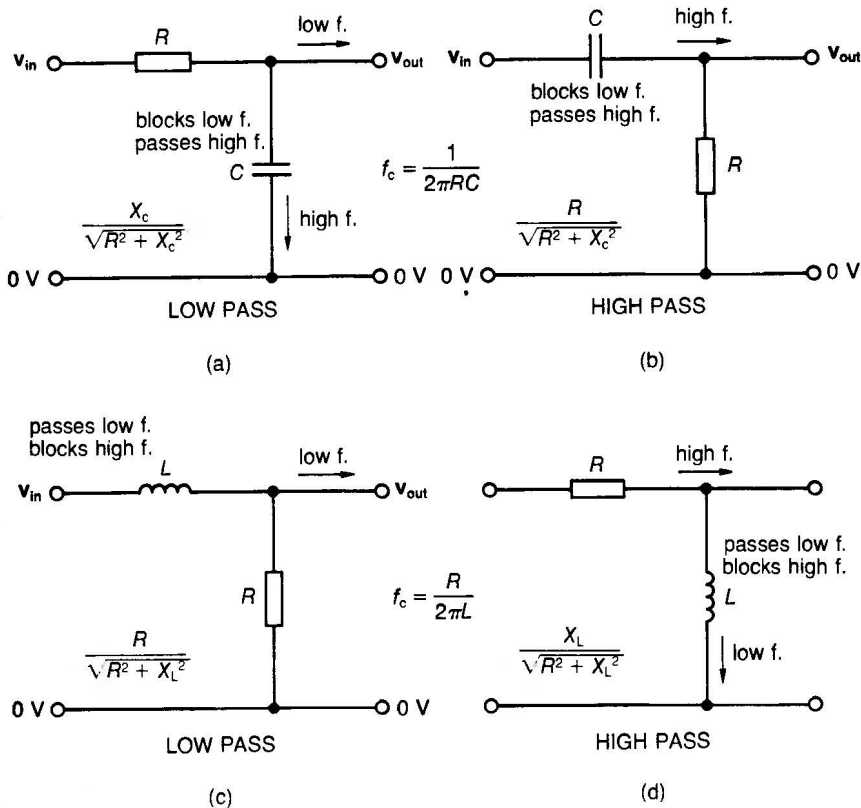 low f.
R
v_in
v_out
blocks low f.
passes high f.
C
high f.
X_c / √(R² + X_c²)
0 V
0 V
LOW PASS
(a)
f_c = 1 / 2πRC
C
high f.
v_in
v_out
blocks low f.
passes high f.
R
R / √(R² + X_c²)
0 V
0 V
HIGH PASS
(b)
passes low f.
blocks high f.
L
low f.
v_in
v_out
R
R / √(R² + X_L²)
0 V
0 V
LOW PASS
(c)
f_c = R / 2πL
R
high f.
passes low f.
blocks high f.
L
X_L / √(R² + X_L²)
low f.
HIGH PASS
(d)